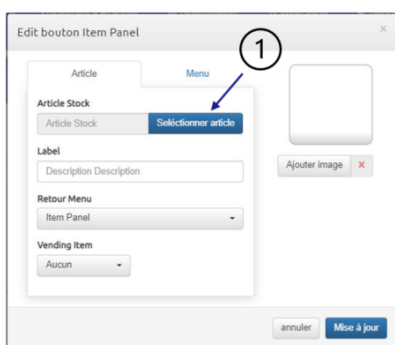 Edit bouton Item Panel
×
1
Article Menu
Article Stock
Article Stock Seléctionner article
Label
Description Description
Ajouter image ×
Retour Menu
Item Panel
Vending Item
Aucun
annuler Mise à jour